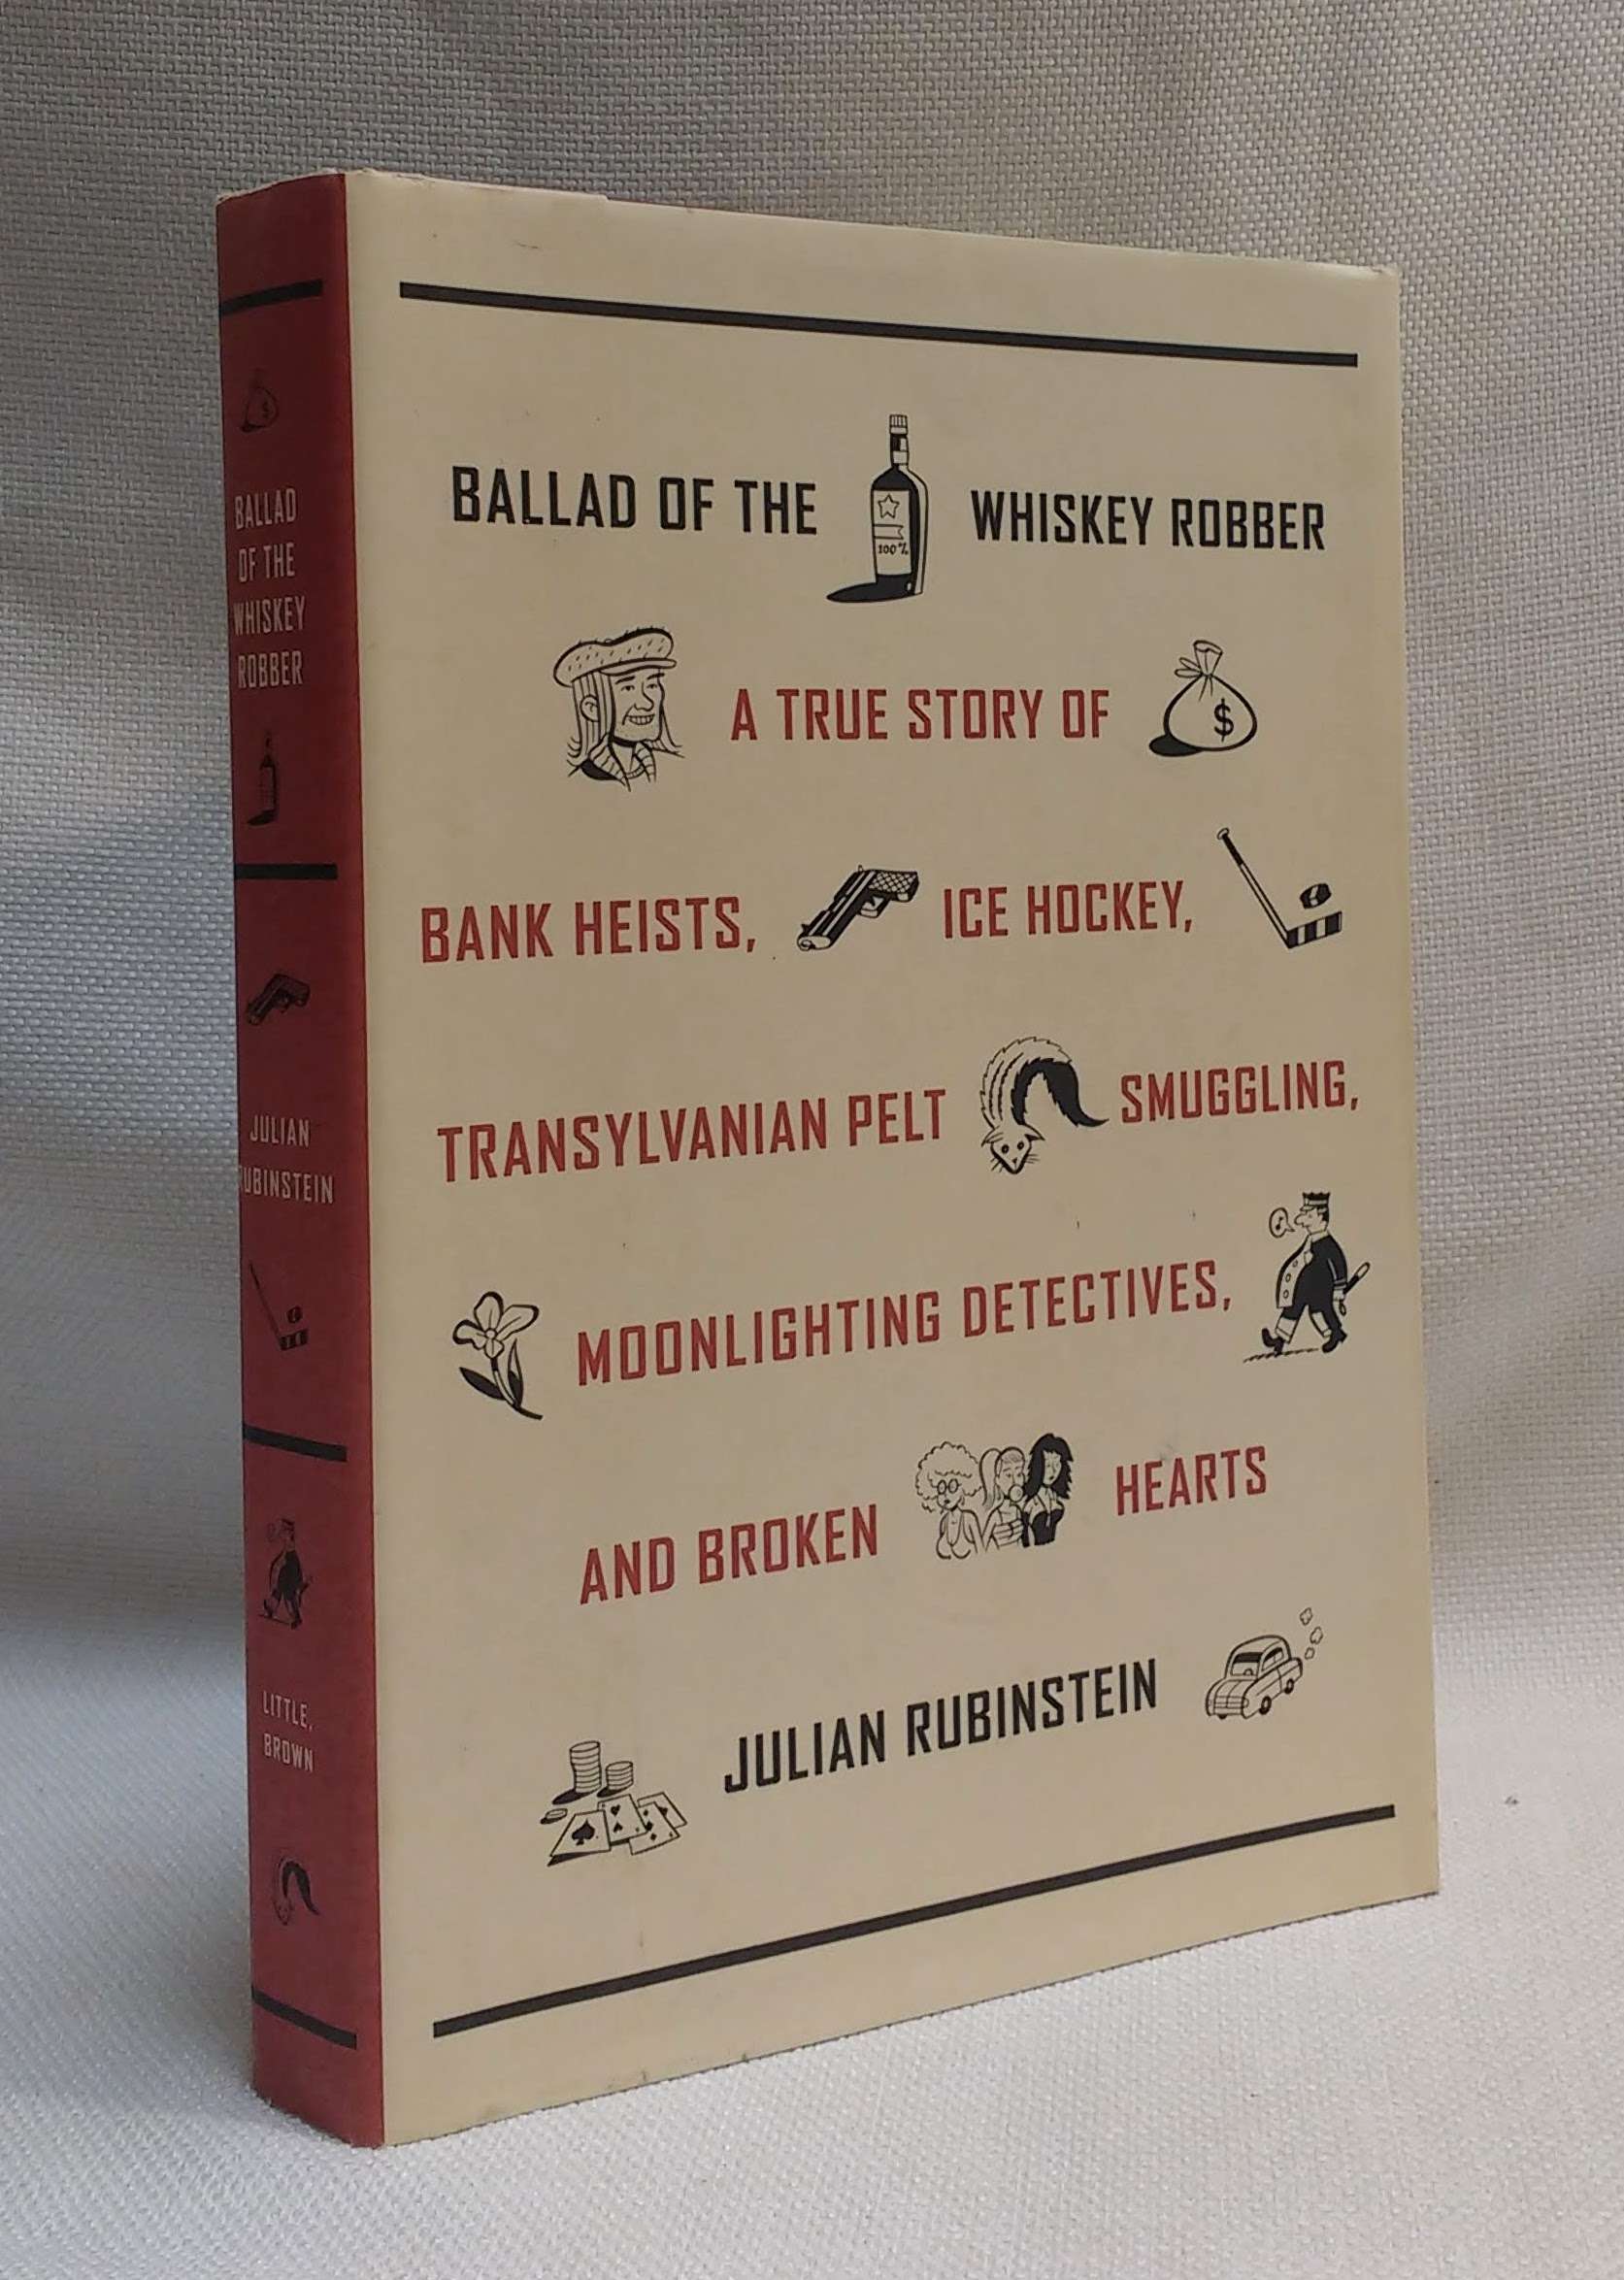 BALLAD
OF THE
WHISKEY
ROBBER
JULIAN
RUBINSTEIN
LITTLE,
BROWN
BALLAD OF THE WHISKEY ROBBER
100%
A TRUE STORY OF
$
BANK HEISTS, ICE HOCKEY,
TRANSYLVANIAN PELT SMUGGLING,
MOONLIGHTING DETECTIVES,
AND BROKEN HEARTS
JULIAN RUBINSTEIN